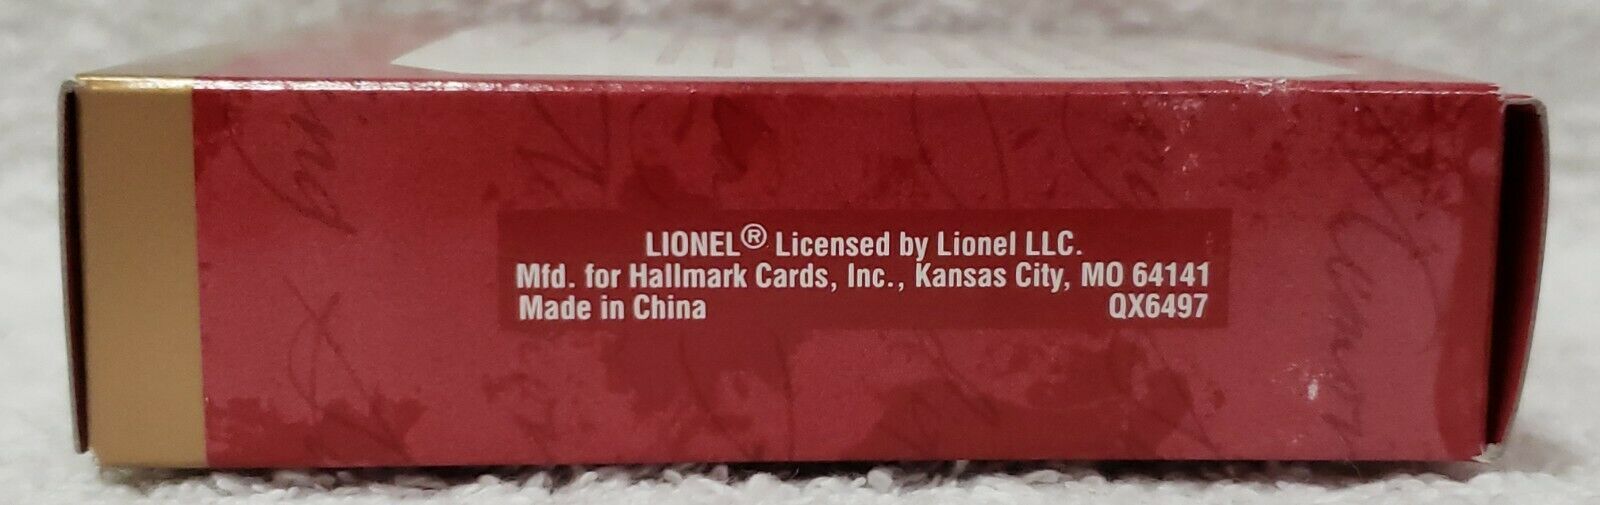 LIONEL® Licensed by Lionel LLC.
Mfd. for Hallmark Cards, Inc., Kansas City, MO 64141
Made in China QX6497